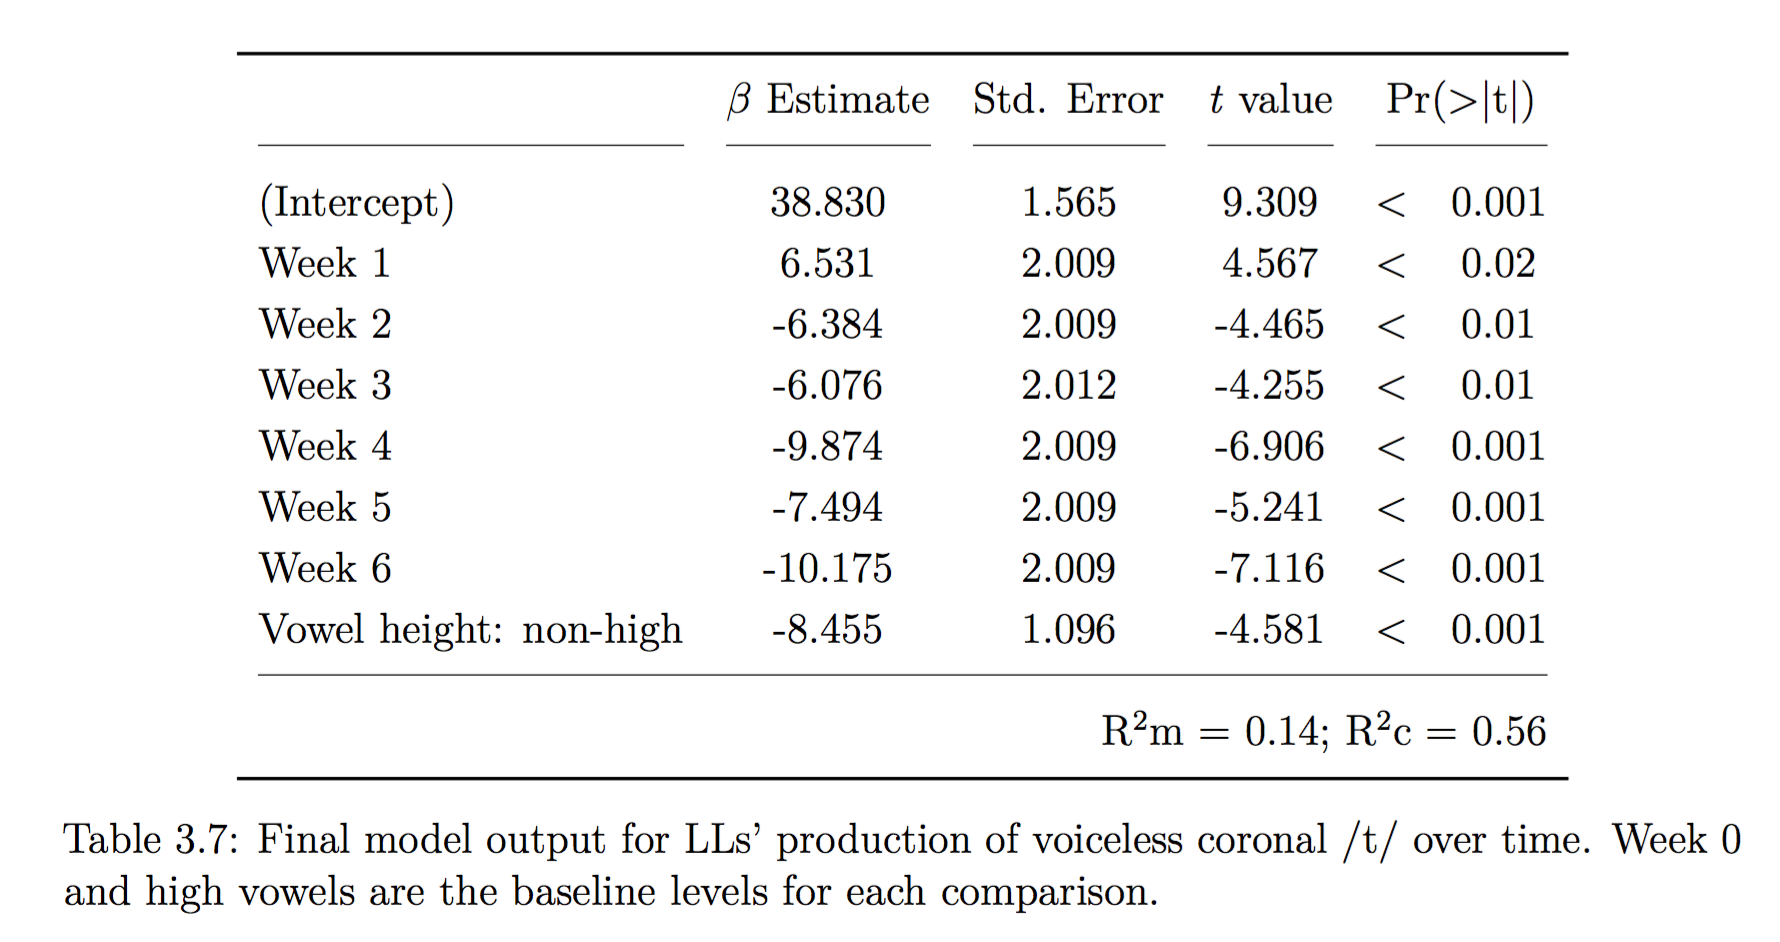 β Estimate Std. Error t value Pr(>|t|)
(Intercept) 38.830 1.565 9.309 < 0.001
Week 1 6.531 2.009 4.567 < 0.02
Week 2 -6.384 2.009 -4.465 < 0.01
Week 3 -6.076 2.012 -4.255 < 0.01
Week 4 -9.874 2.009 -6.906 < 0.001
Week 5 -7.494 2.009 -5.241 < 0.001
Week 6 -10.175 2.009 -7.116 < 0.001
Vowel height: non-high -8.455 1.096 -4.581 < 0.001
R²m = 0.14; R²c = 0.56
Table 3.7: Final model output for LLs' production of voiceless coronal /t/ over time. Week 0
and high vowels are the baseline levels for each comparison.